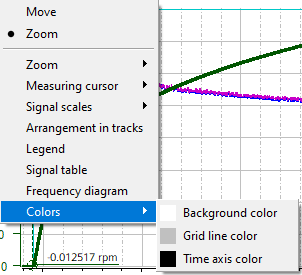 Move
Zoom
Zoom
Measuring cursor
Signal scales
Arrangement in tracks
Legend
Signal table
Frequency diagram
Colors
Background color
Grid line color
Time axis color
0
-0.012517 rpm